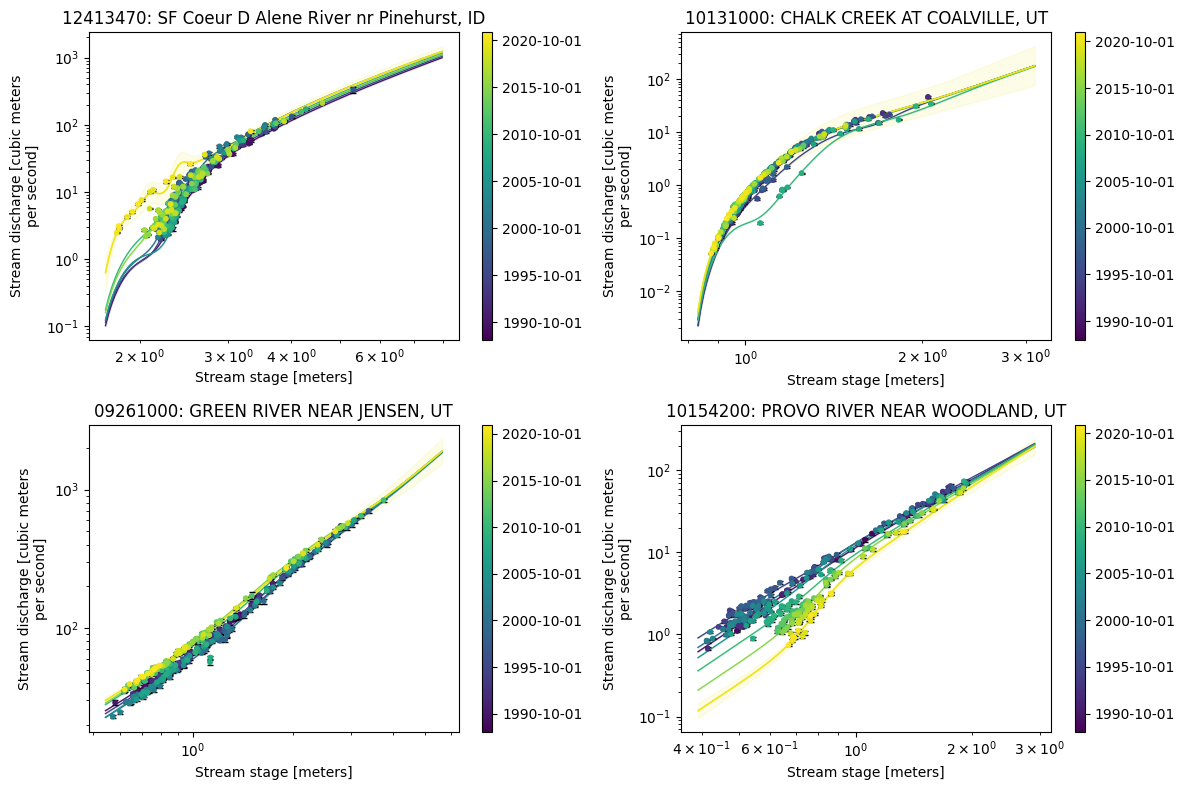 12413470: SF Coeur D Alene River nr Pinehurst, ID
Stream discharge [cubic meters
per second]
10³
10²
10¹
10⁰
10⁻¹
2 × 10⁰
3 × 10⁰
4 × 10⁰
6 × 10⁰
Stream stage [meters]
2020-10-01
2015-10-01
2010-10-01
2005-10-01
2000-10-01
1995-10-01
1990-10-01
10131000: CHALK CREEK AT COALVILLE, UT
Stream discharge [cubic meters
per second]
10²
10¹
10⁰
10⁻¹
10⁻²
10⁰
2 × 10⁰
3 × 10⁰
Stream stage [meters]
2020-10-01
2015-10-01
2010-10-01
2005-10-01
2000-10-01
1995-10-01
1990-10-01
09261000: GREEN RIVER NEAR JENSEN, UT
Stream discharge [cubic meters
per second]
10³
10²
10⁰
Stream stage [meters]
2020-10-01
2015-10-01
2010-10-01
2005-10-01
2000-10-01
1995-10-01
1990-10-01
10154200: PROVO RIVER NEAR WOODLAND, UT
Stream discharge [cubic meters
per second]
10²
10¹
10⁰
10⁻¹
4 × 10⁻¹
6 × 10⁻¹
10⁰
2 × 10⁰
3 × 10⁰
Stream stage [meters]
2020-10-01
2015-10-01
2010-10-01
2005-10-01
2000-10-01
1995-10-01
1990-10-01